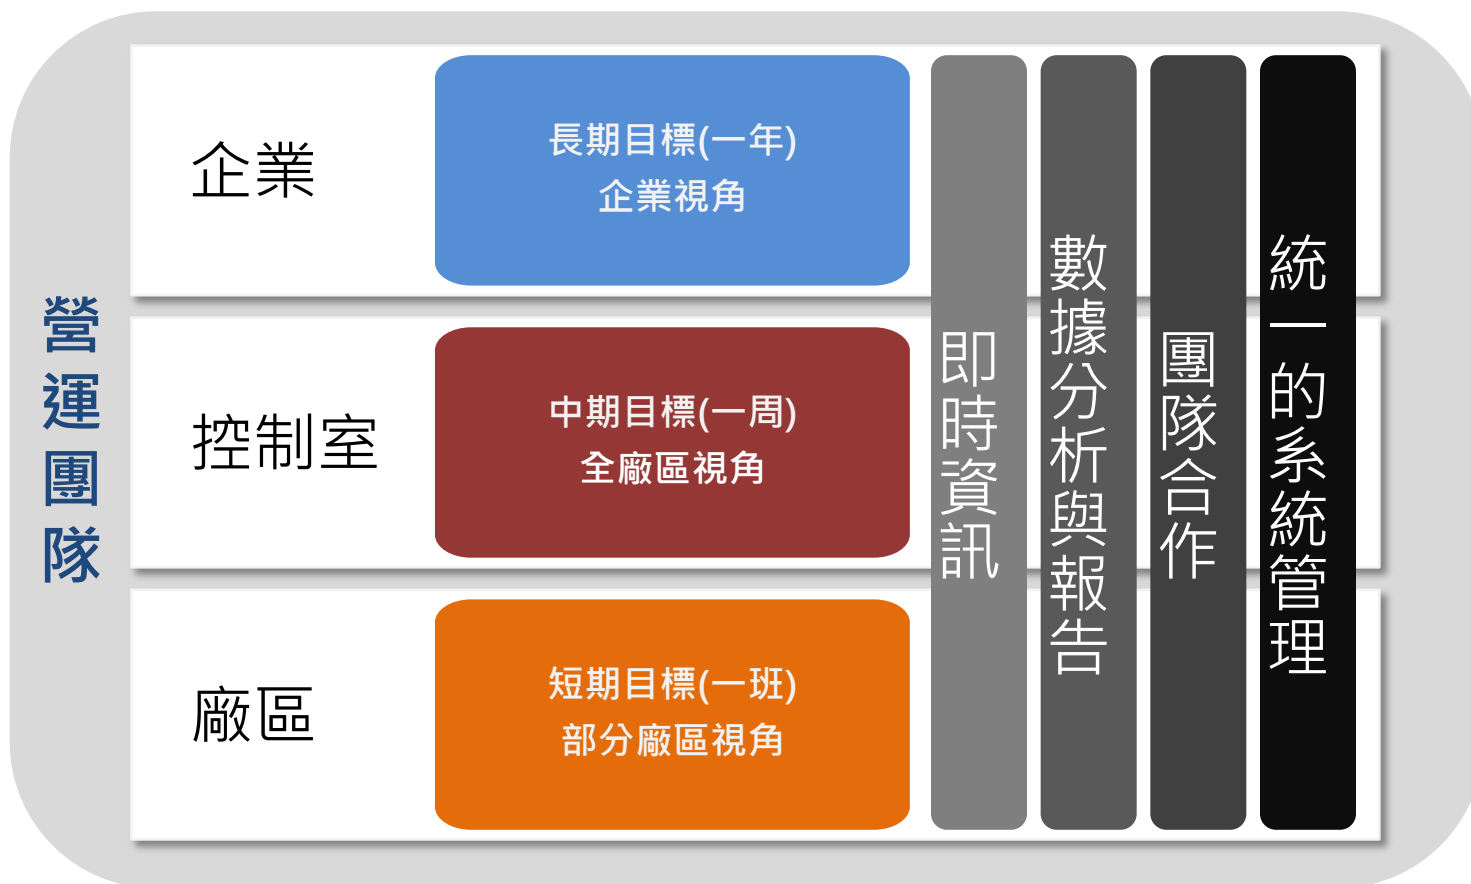 營運團隊
企業
長期目標(一年)
企業視角
控制室
中期目標(一周)
全廠區視角
廠區
短期目標(一班)
部分廠區視角
即時資訊
數據分析與報告
團隊合作
統一的系統管理